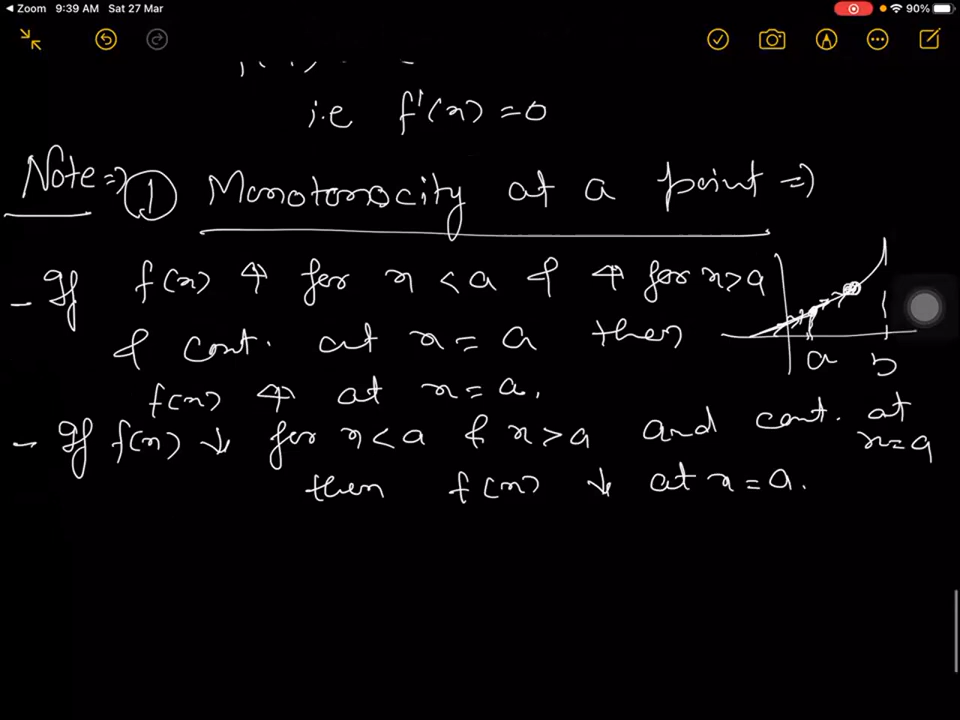 Zoom 9:39 AM Sat 27 Mar 90%
i.e f'(x) = 0
Note ⇒ ① Monotonocity at a point ⇒
- If f(x) ↑ for x < a & ↑ for x > a
& cont. at x = a then
f(x) ↑ at x = a.
a b
- If f(x) ↓ for x < a & x > a and cont. at x = a
then f(x) ↓ at x = a.